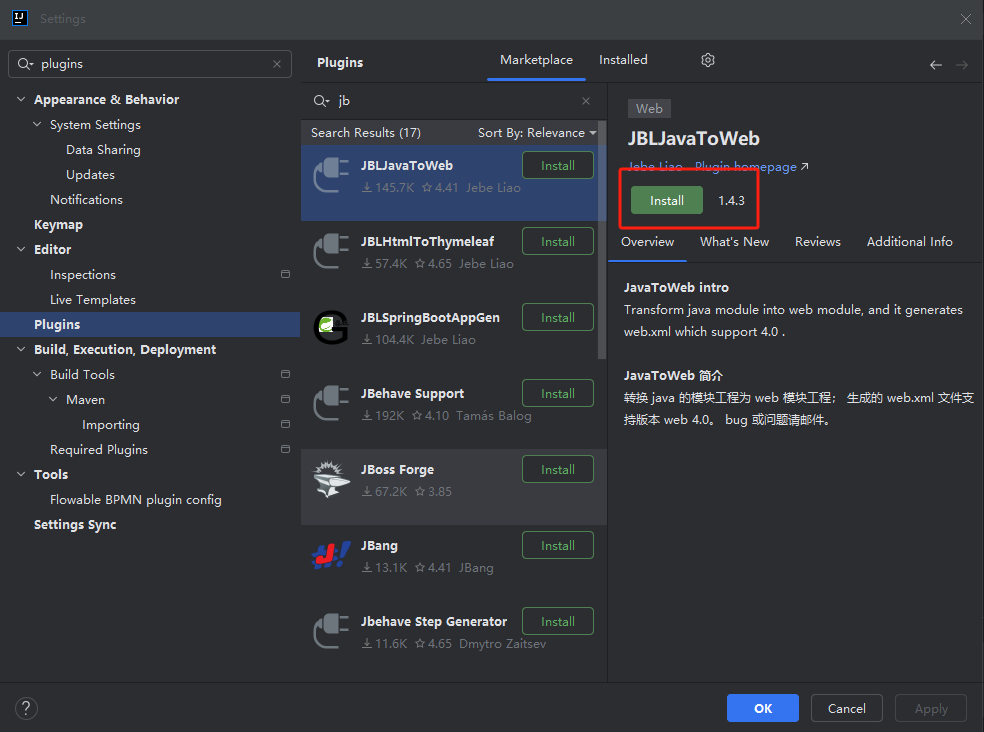 Settings
plugins
Appearance & Behavior
System Settings
Data Sharing
Updates
Notifications
Keymap
Editor
Inspections
Live Templates
Plugins
Build, Execution, Deployment
Build Tools
Maven
Importing
Required Plugins
Tools
Flowable BPMN plugin config
Settings Sync
Plugins
Marketplace
Installed
jb
Search Results (17)
Sort By: Relevance
JBLJavaToWeb
Install
145.7K 4.41 Jebe Liao
JBLHtmlToThymeleaf
Install
57.4K 4.65 Jebe Liao
JBLSpringBootAppGen
Install
104.4K Jebe Liao
JBehave Support
Install
192K 4.10 Tamás Balog
JBoss Forge
Install
67.2K 3.85
JBang
Install
13.1K 4.41 JBang
Jbehave Step Generator
Install
11.6K 4.65 Dmytro Zaitsev
Web
JBLJavaToWeb
Jebe Liao Plugin homepage
Install 1.4.3
Overview
What's New
Reviews
Additional Info
JavaToWeb intro
Transform java module into web module, and it generates
web.xml which support 4.0 .
JavaToWeb 简介
转换 java 的模块工程为 web 模块工程； 生成的 web.xml 文件支
持版本 web 4.0。 bug 或问题请邮件。
?
OK
Cancel
Apply